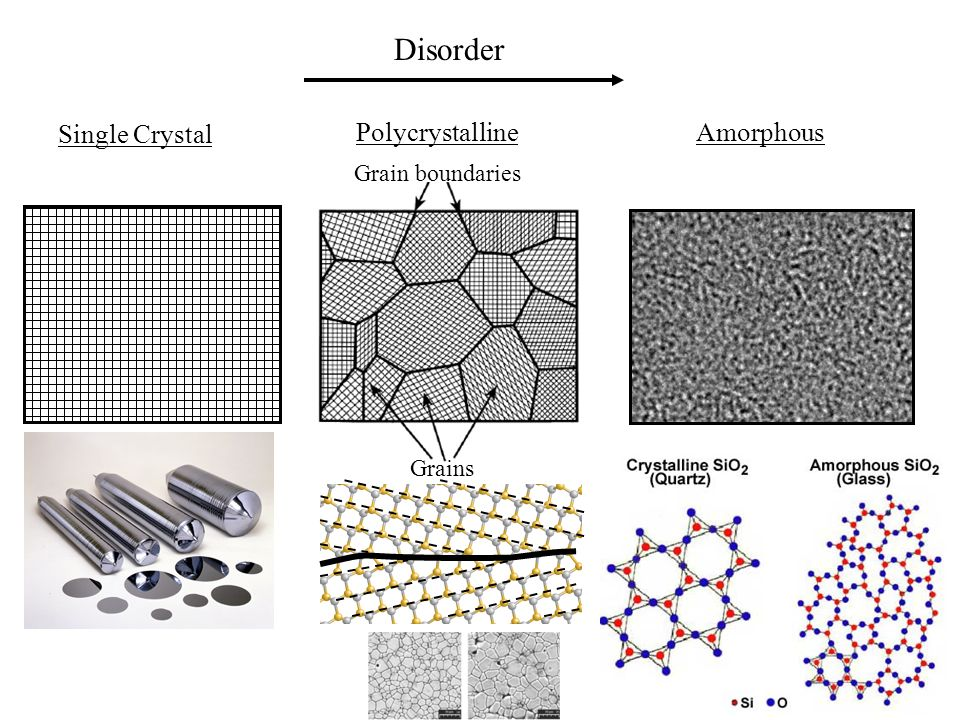 Disorder
Single Crystal
Polycrystalline
Amorphous
Grain boundaries
Grains
Crystalline SiO2
(Quartz)
Amorphous SiO2
(Glass)
Si O